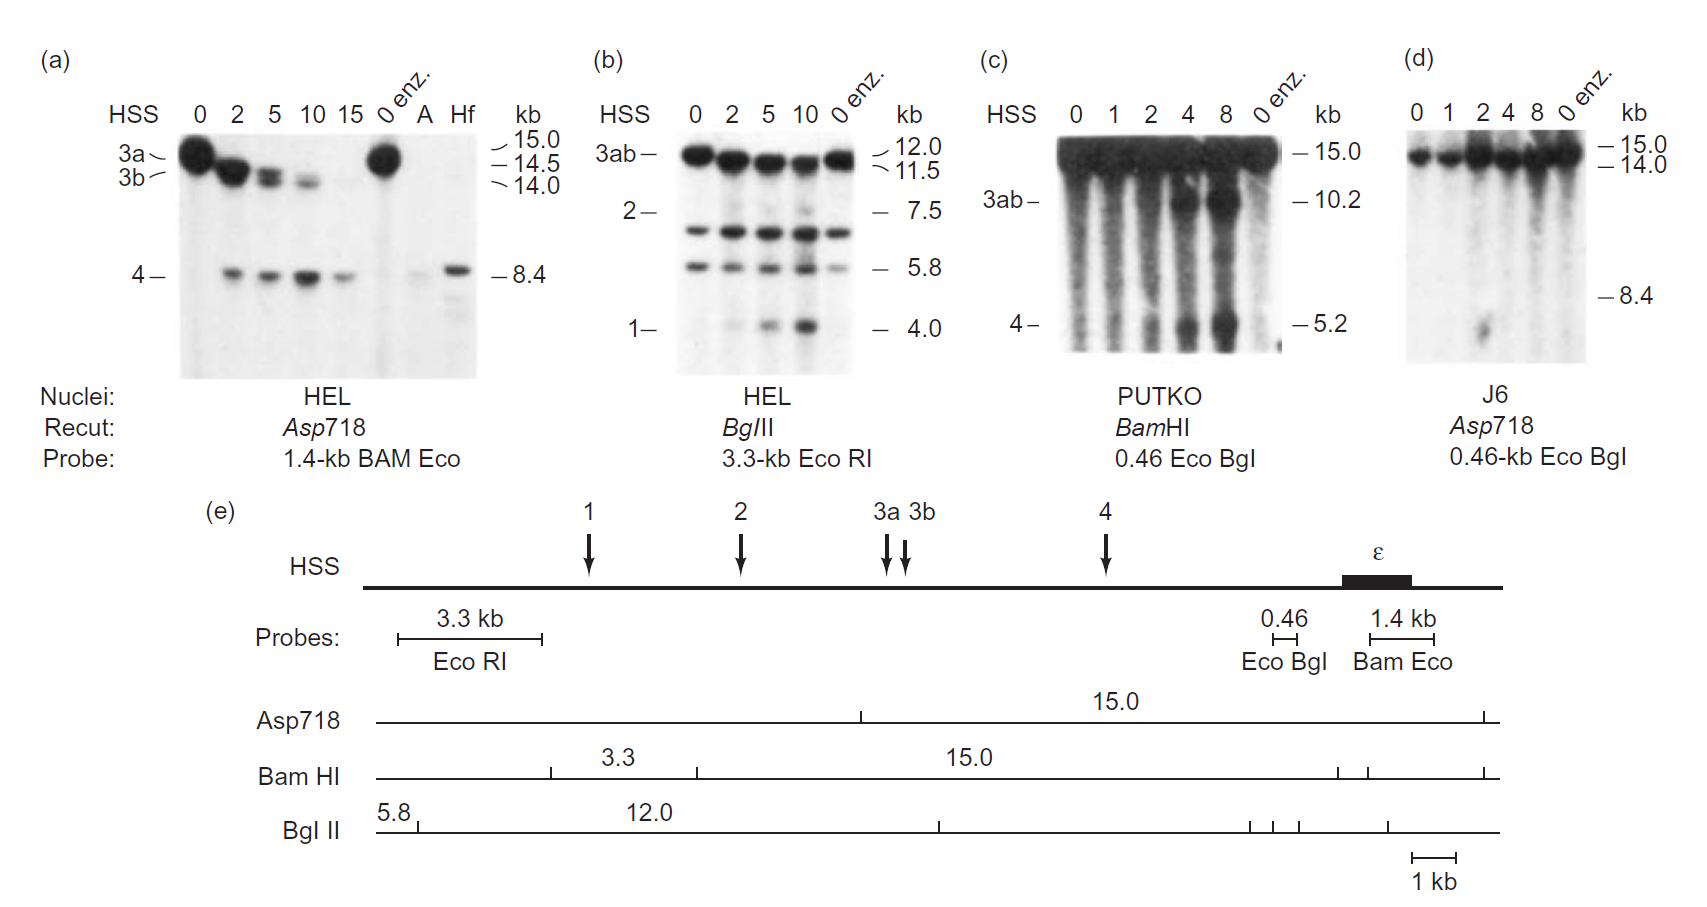 (a) (b) (c) (d)
HSS 0 2 5 10 15 0 enz. A Hf kb
3a 15.0
3b 14.5
14.0
4 8.4
HSS 0 2 5 10 0 enz. kb
3ab 12.0
11.5
2 7.5
5.8
1 4.0
HSS 0 1 2 4 8 0 enz. kb
15.0
3ab 10.2
4 5.2
0 1 2 4 8 0 enz. kb
15.0
14.0
8.4
Nuclei: HEL HEL PUTKO J6
Recut: Asp718 BglII BamHI Asp718
Probe: 1.4-kb BAM Eco 3.3-kb Eco RI 0.46 Eco BgI 0.46-kb Eco BgI
(e)
1 2 3a 3b 4
HSS ε
3.3 kb 0.46 1.4 kb
Probes:
Eco RI Eco BgI Bam Eco
15.0
Asp718
3.3 15.0
Bam HI
5.8 12.0
BgI II
1 kb